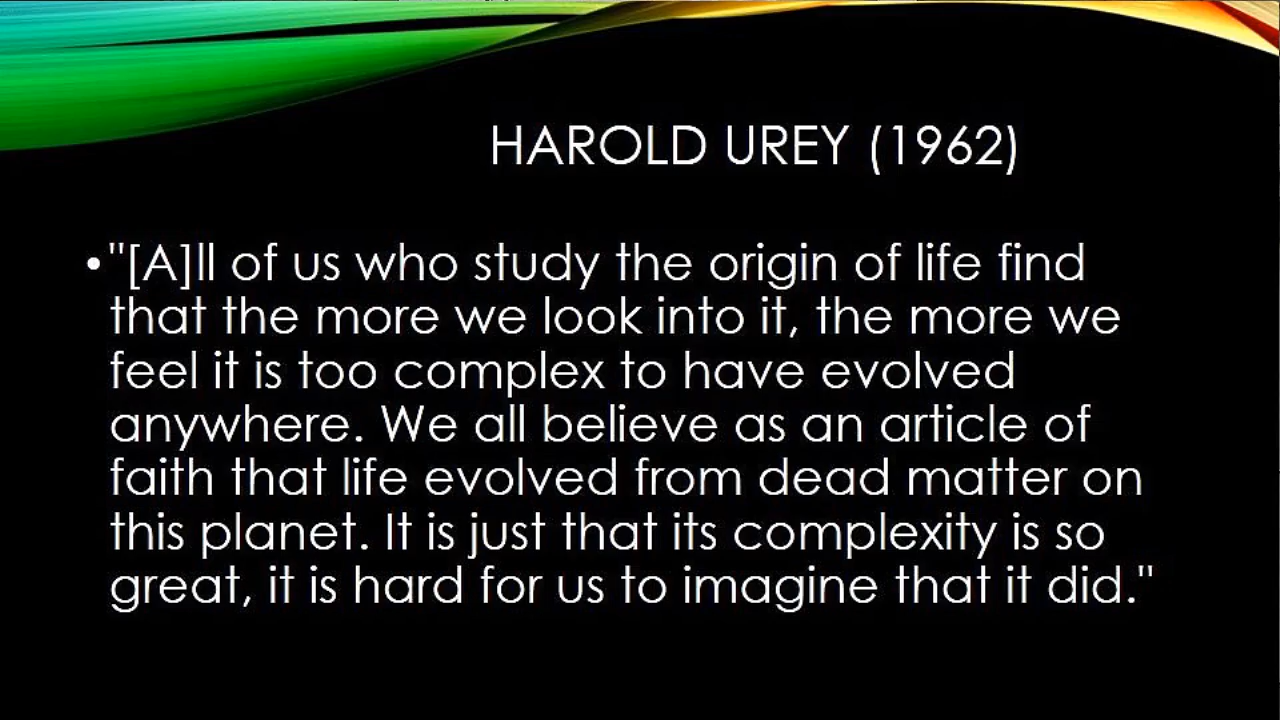 HAROLD UREY (1962)
•"[A]ll of us who study the origin of life find
that the more we look into it, the more we
feel it is too complex to have evolved
anywhere. We all believe as an article of
faith that life evolved from dead matter on
this planet. It is just that its complexity is so
great, it is hard for us to imagine that it did."